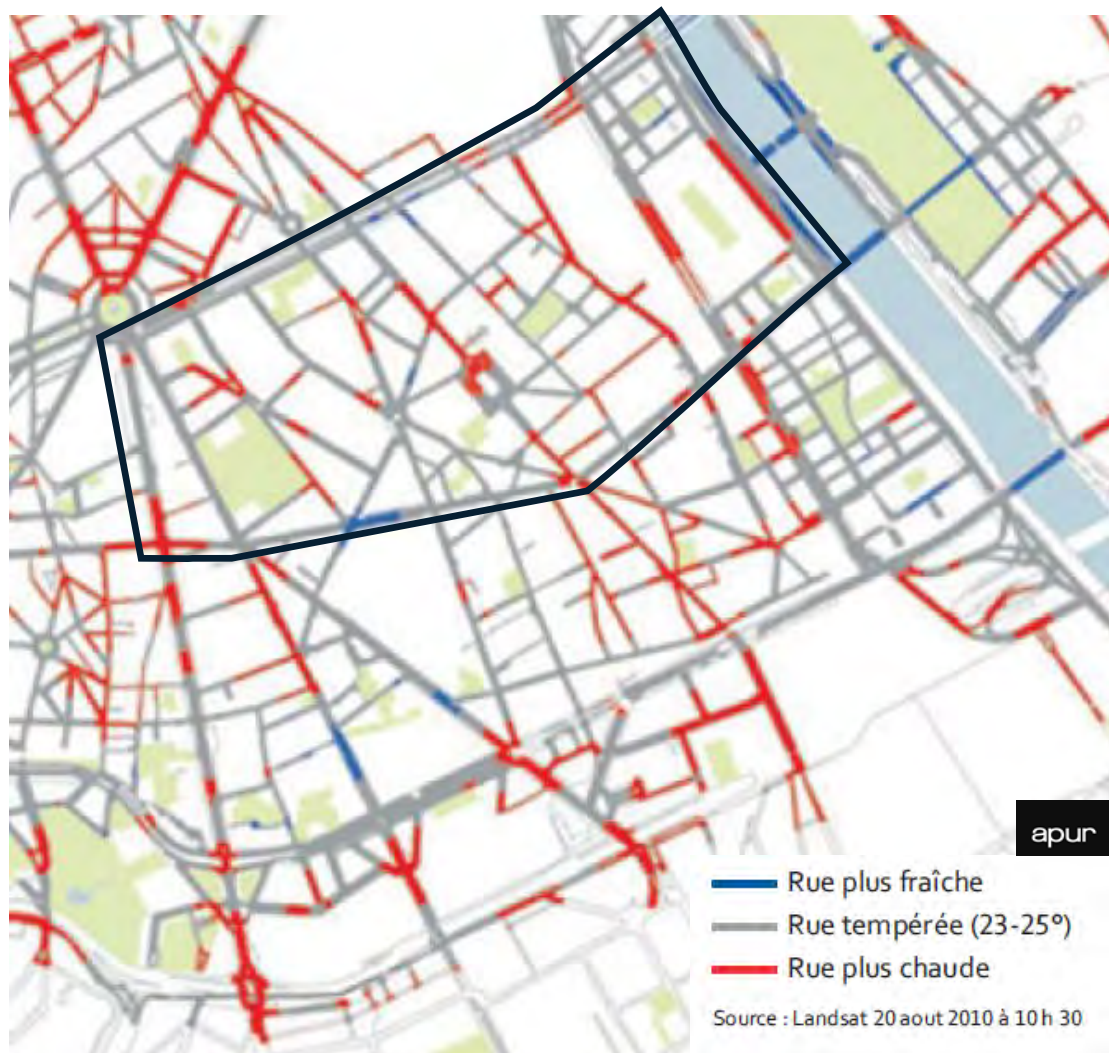 apur
Rue plus fraîche
Rue tempérée (23-25°)
Rue plus chaude
Source : Landsat 20 aout 2010 à 10 h 30